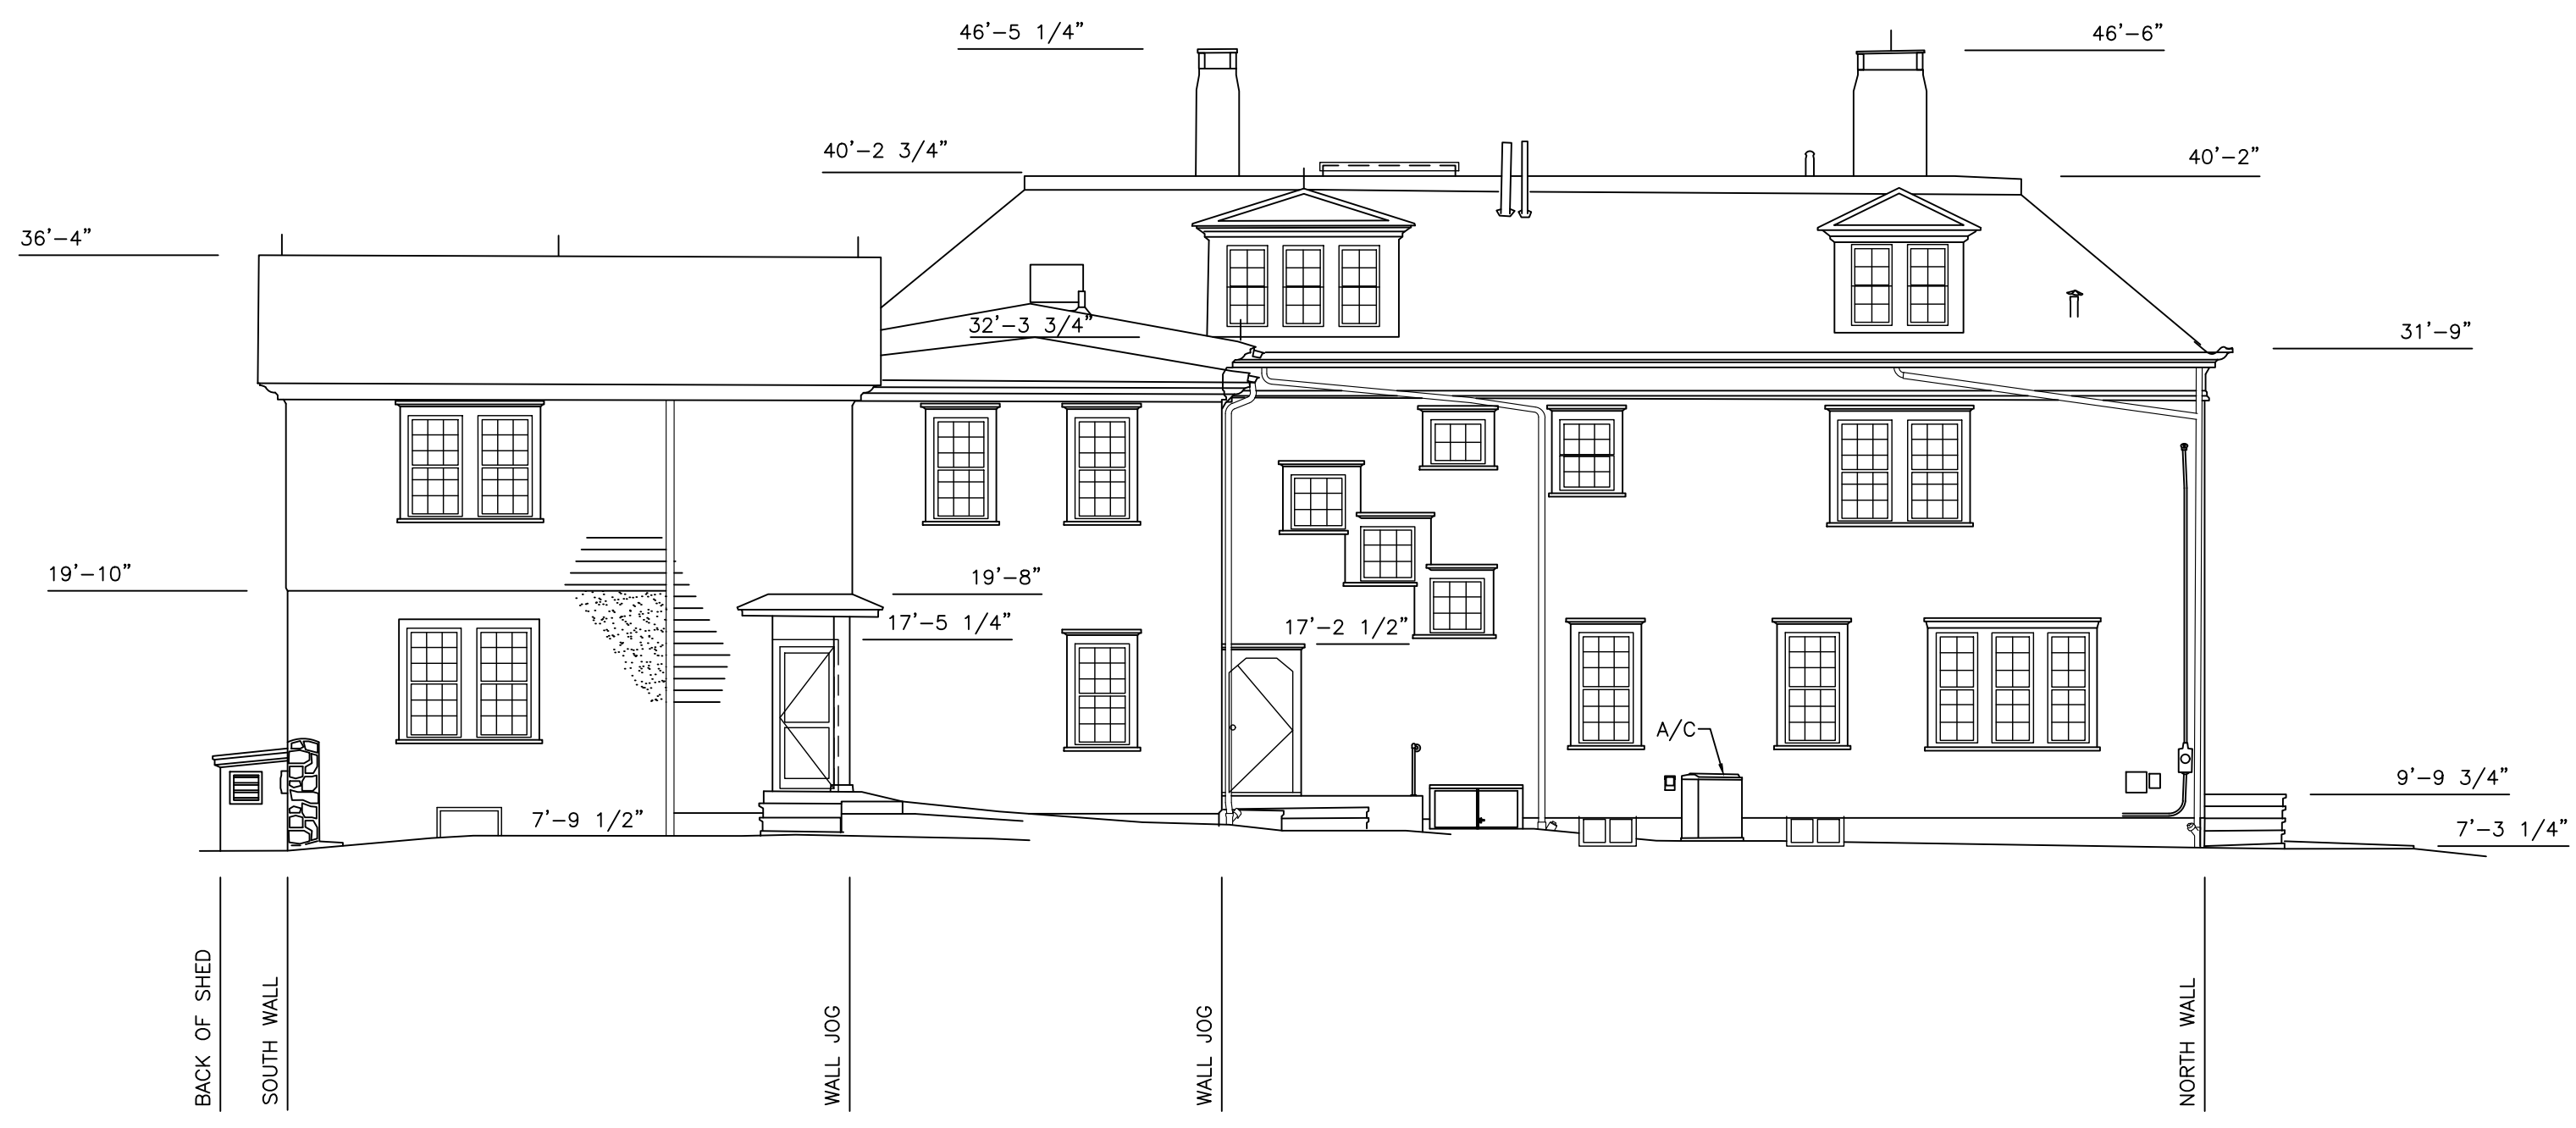 46’–5 1/4”
46’–6”
40’–2 3/4”
40’–2”
36’–4”
32’–3 3/4”
31’–9”
19’–10”
19’–8”
17’–5 1/4”
17’–2 1/2”
A/C
9’–9 3/4”
7’–9 1/2”
7’–3 1/4”
BACK OF SHED
SOUTH WALL
WALL JOG
WALL JOG
NORTH WALL